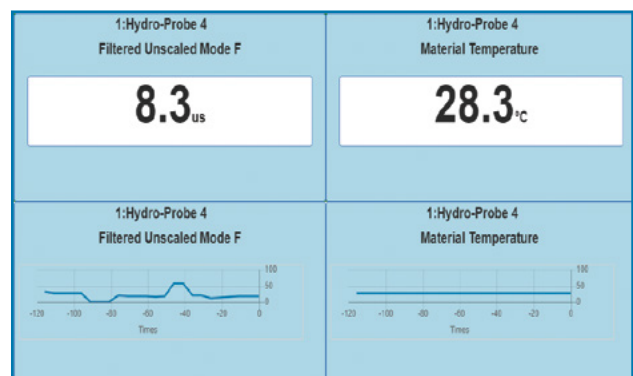 1:Hydro-Probe 4
Filtered Unscaled Mode F
8.3us
1:Hydro-Probe 4
Material Temperature
28.3°C
1:Hydro-Probe 4
Filtered Unscaled Mode F
100
50
0
-120 -100 -80 -60 -40 -20 0
Times
1:Hydro-Probe 4
Material Temperature
100
50
0
-120 -100 -80 -60 -40 -20 0
Times